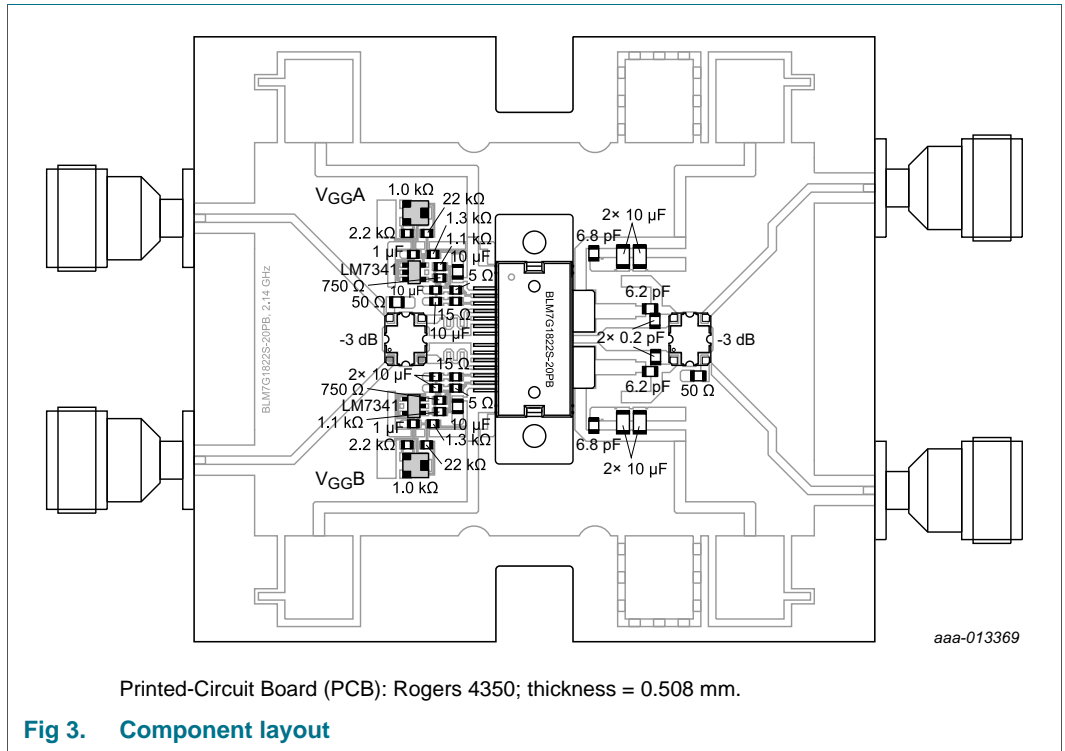 VGGA
1.0 kΩ
22 kΩ
2.2 kΩ
1.3 kΩ
1 μF
1.1 kΩ
10 μF
LM7341
750 Ω
5 Ω
10 μF
50 Ω
15 Ω
10 μF
-3 dB
BLM7G1822S-20PB, 2.14 GHz
BLM7G1822S-20PB
2× 10 μF
6.8 pF
6.2 pF
2× 0.2 pF
-3 dB
6.2 pF
50 Ω
15 Ω
2× 10 μF
750 Ω
5 Ω
LM7341
1.1 kΩ
10 μF
1 μF
1.3 kΩ
2.2 kΩ
22 kΩ
VGGB
1.0 kΩ
6.8 pF
2× 10 μF
aaa-013369
Printed-Circuit Board (PCB): Rogers 4350; thickness = 0.508 mm.
Fig 3. Component layout